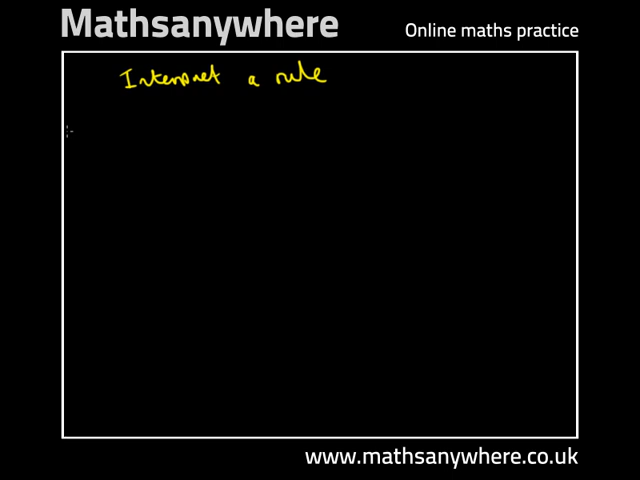 Mathsanywhere
Online maths practice
Interpret a rule
www.mathsanywhere.co.uk